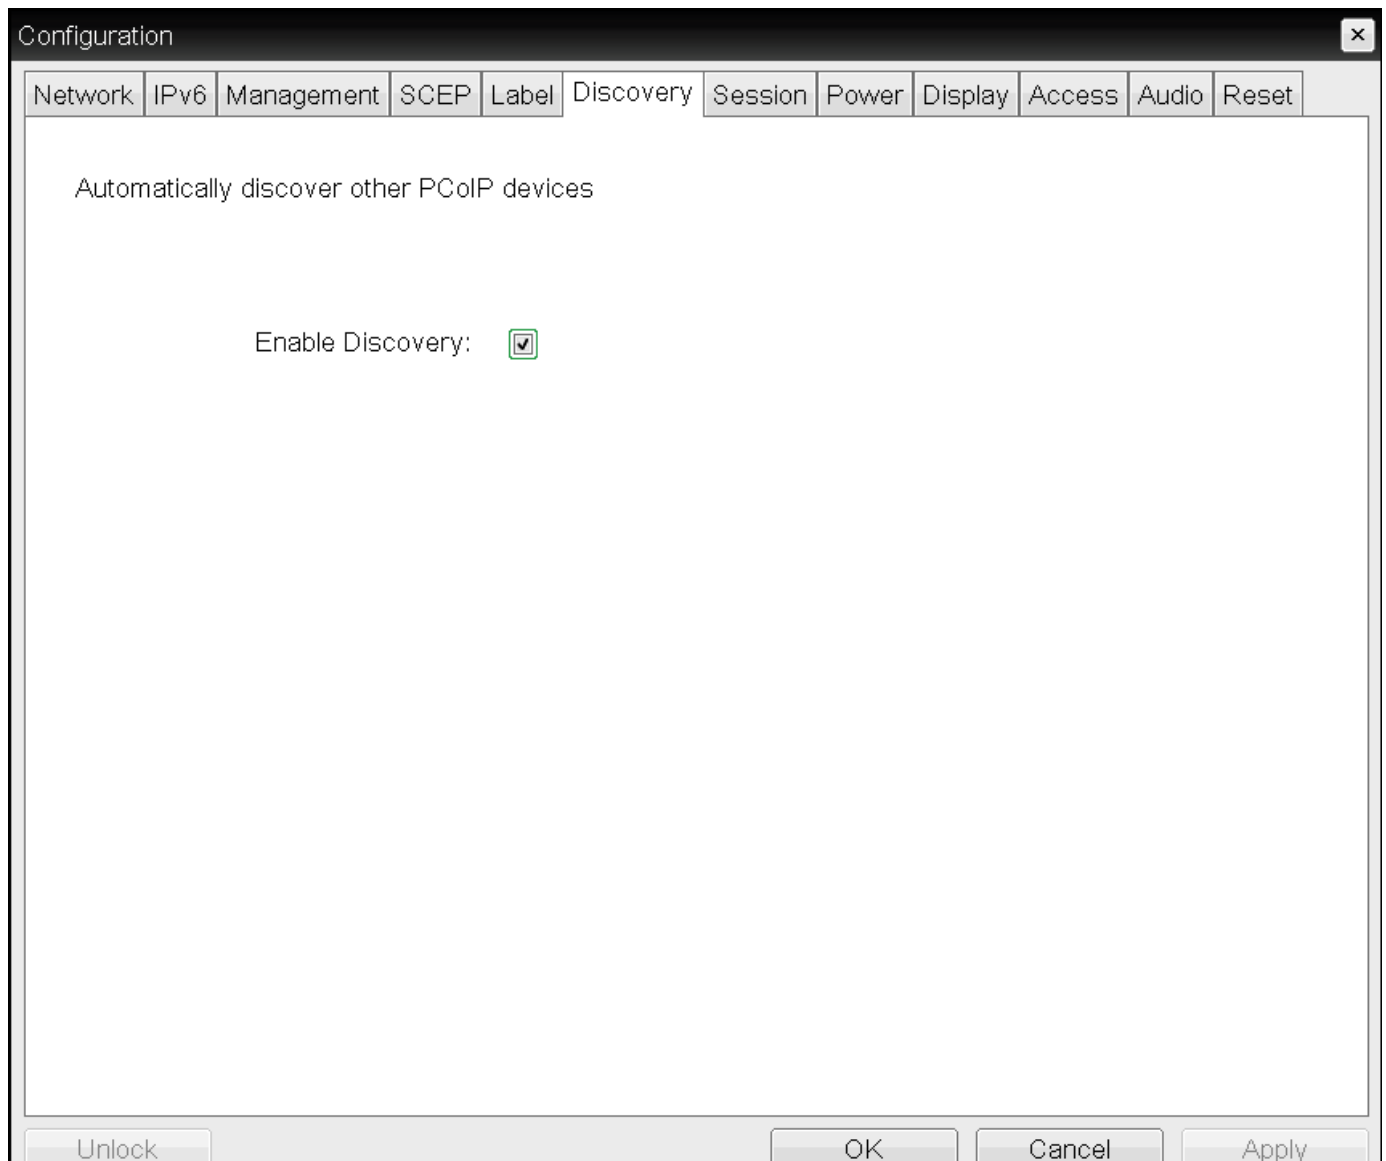 Configuration
Network IPv6 Management SCEP Label Discovery Session Power Display Access Audio Reset
Automatically discover other PCoIP devices
Enable Discovery:
Unlock OK Cancel Apply